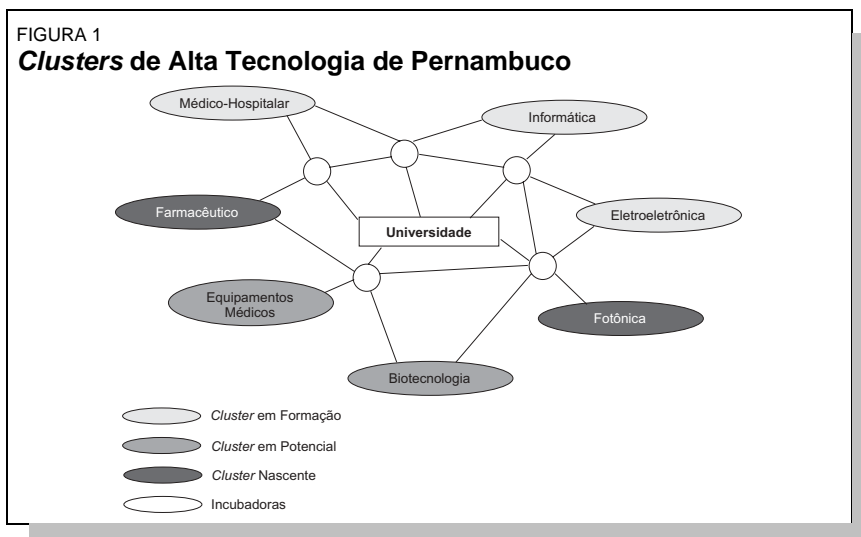 FIGURA 1
Clusters de Alta Tecnologia de Pernambuco
Médico-Hospitalar
Informática
Farmacêutico
Eletroeletrônica
Universidade
Equipamentos
Médicos
Fotônica
Biotecnologia
Cluster em Formação
Cluster em Potencial
Cluster Nascente
Incubadoras